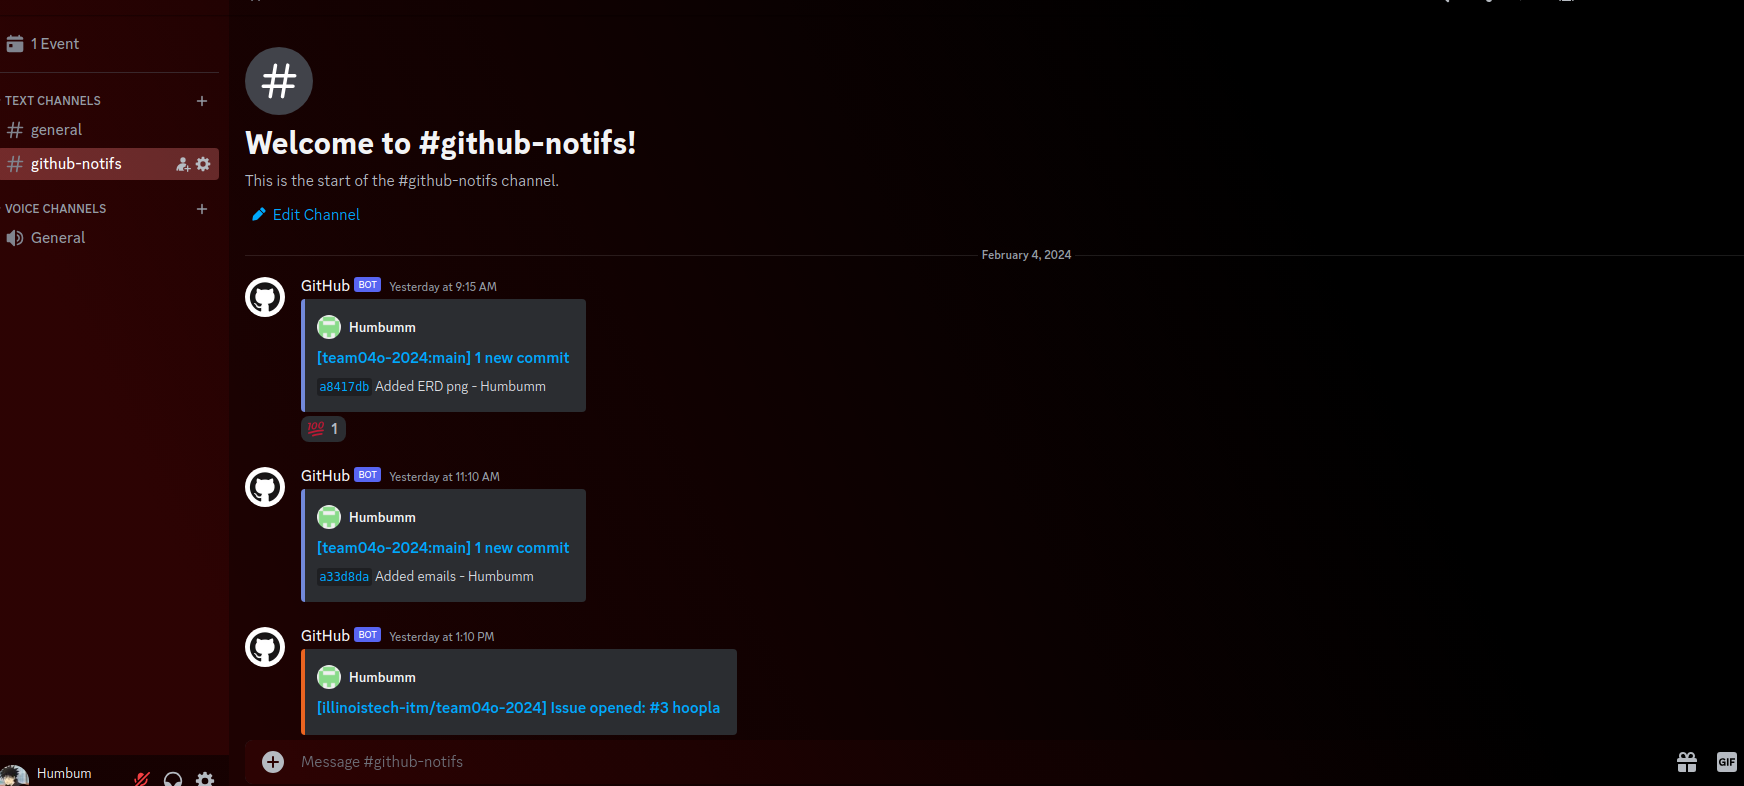 1 Event
TEXT CHANNELS
general
github-notifs
VOICE CHANNELS
General
Humbum
#
Welcome to #github-notifs!
This is the start of the #github-notifs channel.
Edit Channel
February 4, 2024
GitHub BOT Yesterday at 9:15 AM
Humbumm
[team04o-2024:main] 1 new commit
a8417db Added ERD png - Humbumm
💯 1
GitHub BOT Yesterday at 11:10 AM
Humbumm
[team04o-2024:main] 1 new commit
a33d8da Added emails - Humbumm
GitHub BOT Yesterday at 1:10 PM
Humbumm
[illinoistech-itm/team04o-2024] Issue opened: #3 hoopla
Message #github-notifs
GIF